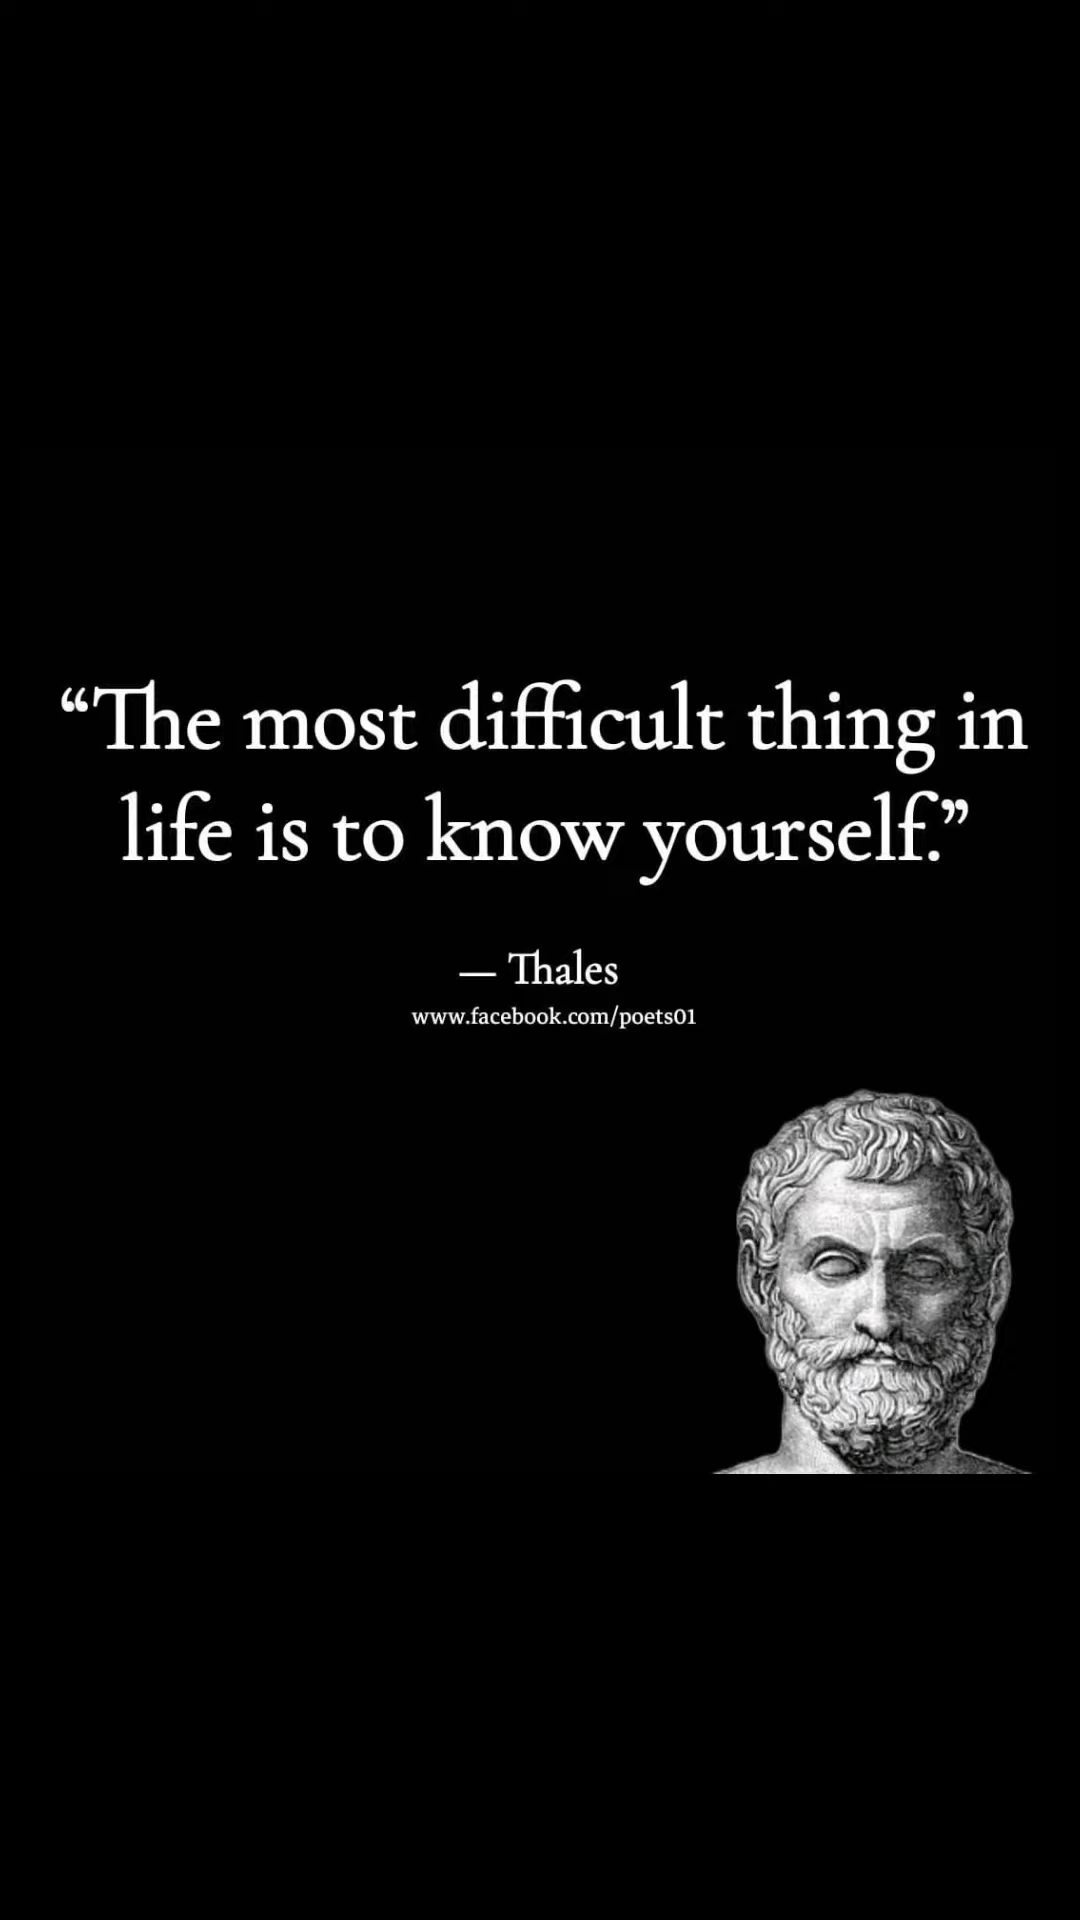 “The most difficult thing in
life is to know yourself.”
— Thales
www.facebook.com/poets01